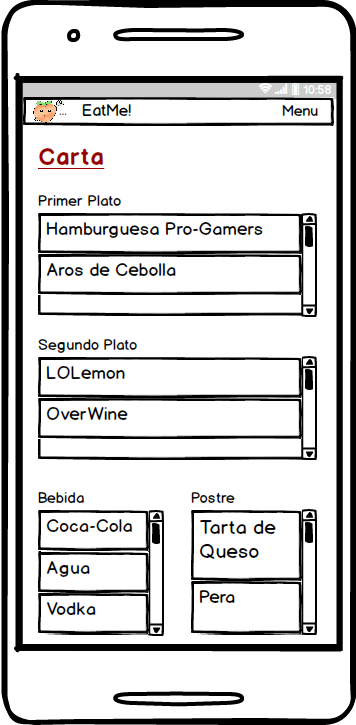 10:58
... EatMe! Menu
Carta
Primer Plato
Hamburguesa Pro-Gamers
Aros de Cebolla
Segundo Plato
LOLemon
OverWine
Bebida
Coca-Cola
Agua
Vodka
Postre
Tarta de
Queso
Pera